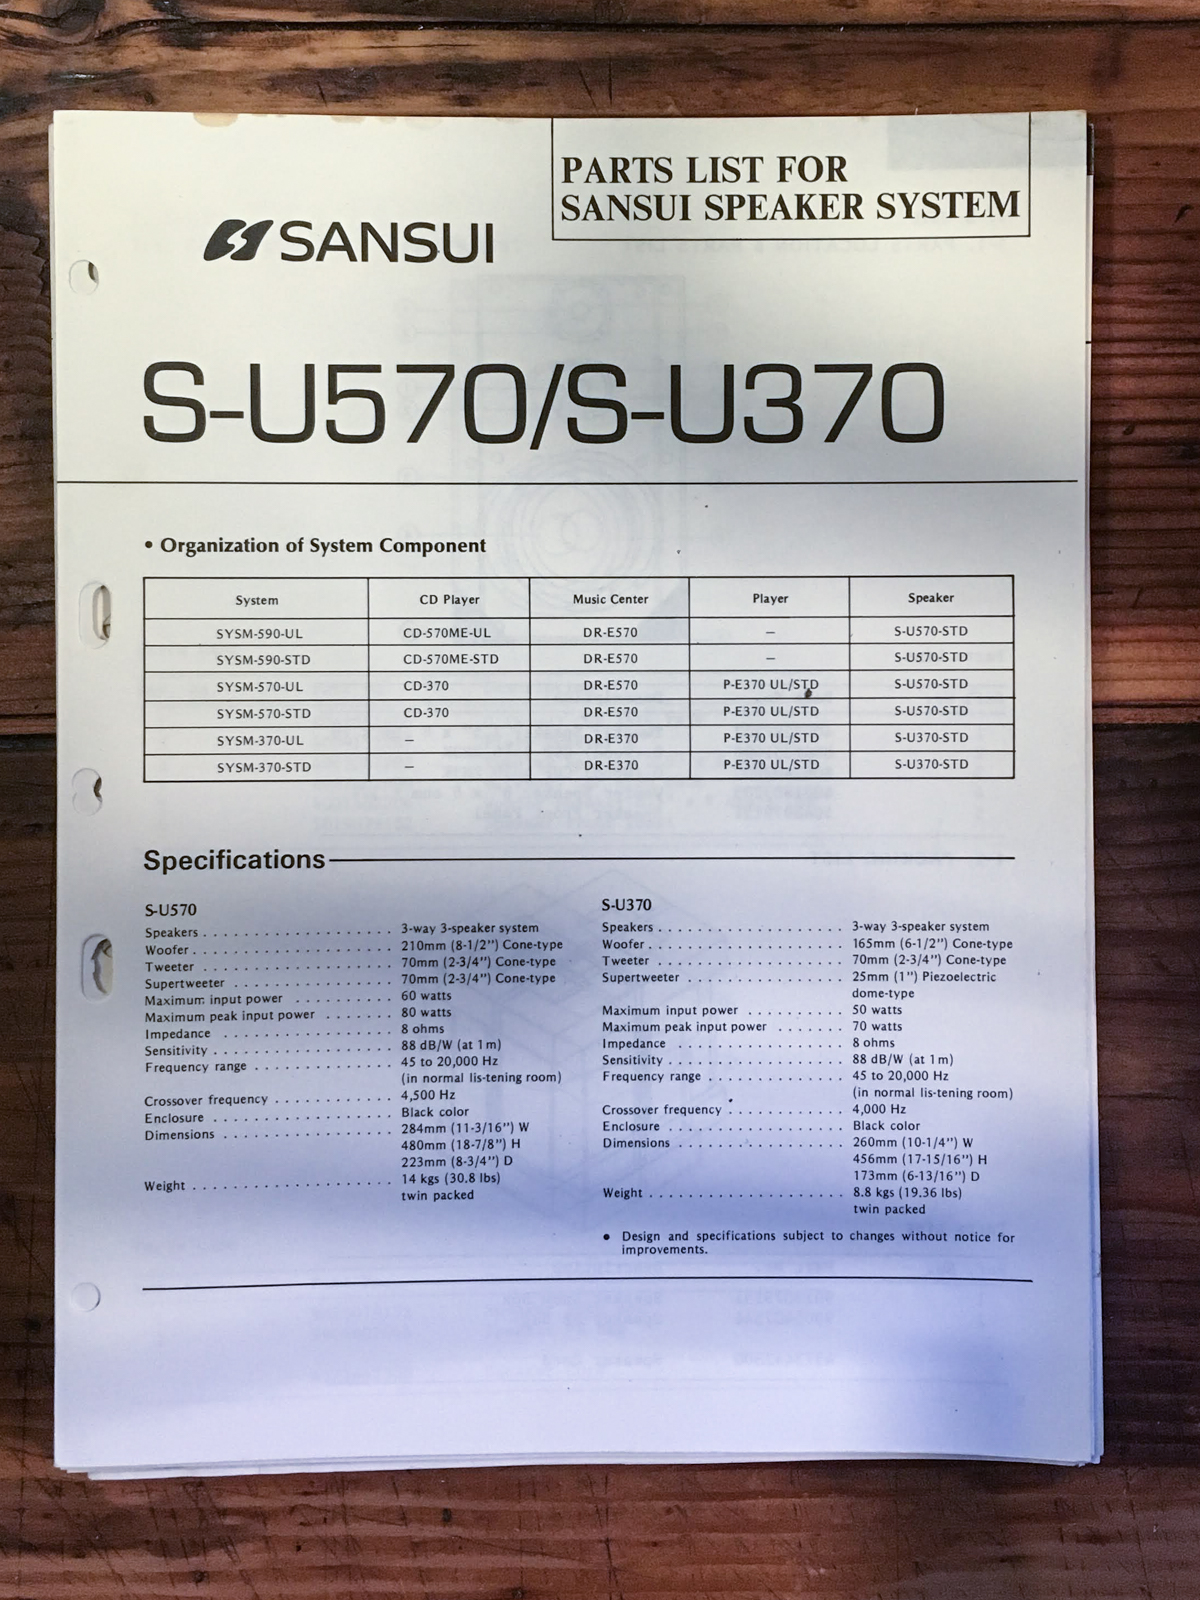 PARTS LIST FOR
SANSUI SPEAKER SYSTEM
SANSUI
S-U570/S-U370
• Organization of System Component
System CD Player Music Center Player Speaker
SYSM-590-UL CD-570ME-UL DR-E570 — S-U570-STD
SYSM-590-STD CD-570ME-STD DR-E570 — S-U570-STD
SYSM-570-UL CD-370 DR-E570 P-E370 UL/STD S-U570-STD
SYSM-570-STD CD-370 DR-E570 P-E370 UL/STD S-U570-STD
SYSM-370-UL — DR-E370 P-E370 UL/STD S-U370-STD
SYSM-370-STD — DR-E370 P-E370 UL/STD S-U370-STD
Specifications
S-U570
Speakers . . . . . . . . . . . . . . . . . . . 3-way 3-speaker system
Woofer . . . . . . . . . . . . . . . . . . . . 210mm (8-1/2") Cone-type
Tweeter . . . . . . . . . . . . . . . . . . . 70mm (2-3/4") Cone-type
Supertweeter . . . . . . . . . . . . . . . . 70mm (2-3/4") Cone-type
Maximum input power . . . . . . . . . . 60 watts
Maximum peak input power . . . . . . . 80 watts
Impedance . . . . . . . . . . . . . . . . . 8 ohms
Sensitivity . . . . . . . . . . . . . . . . . . 88 dB/W (at 1m)
Frequency range . . . . . . . . . . . . . . 45 to 20,000 Hz
(in normal lis-tening room)
Crossover frequency . . . . . . . . . . . . 4,500 Hz
Enclosure . . . . . . . . . . . . . . . . . . Black color
Dimensions . . . . . . . . . . . . . . . . . 284mm (11-3/16") W
480mm (18-7/8") H
223mm (8-3/4") D
Weight . . . . . . . . . . . . . . . . . . . . 14 kgs (30.8 lbs)
twin packed
S-U370
Speakers . . . . . . . . . . . . . . . . . . . 3-way 3-speaker system
Woofer . . . . . . . . . . . . . . . . . . . . 165mm (6-1/2") Cone-type
Tweeter . . . . . . . . . . . . . . . . . . . 70mm (2-3/4") Cone-type
Supertweeter . . . . . . . . . . . . . . . . 25mm (1") Piezoelectric
dome-type
Maximum input power . . . . . . . . . . 50 watts
Maximum peak input power . . . . . . . 70 watts
Impedance . . . . . . . . . . . . . . . . . 8 ohms
Sensitivity . . . . . . . . . . . . . . . . . . 88 dB/W (at 1m)
Frequency range . . . . . . . . . . . . . . 45 to 20,000 Hz
(in normal lis-tening room)
Crossover frequency . . . . . . . . . . . . 4,000 Hz
Enclosure . . . . . . . . . . . . . . . . . . Black color
Dimensions . . . . . . . . . . . . . . . . . 260mm (10-1/4") W
456mm (17-15/16") H
173mm (6-13/16") D
Weight . . . . . . . . . . . . . . . . . . . . 8.8 kgs (19.36 lbs)
twin packed
• Design and specifications subject to changes without notice for
improvements.